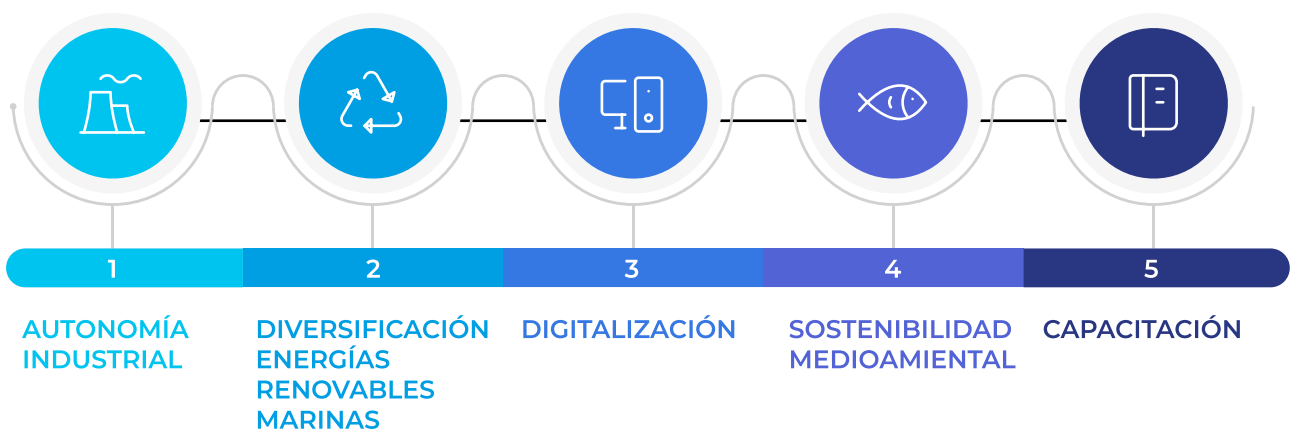 1
2
3
4
5
AUTONOMÍA
INDUSTRIAL
DIVERSIFICACIÓN
ENERGÍAS
RENOVABLES
MARINAS
DIGITALIZACIÓN
SOSTENIBILIDAD
MEDIOAMIENTAL
CAPACITACIÓN